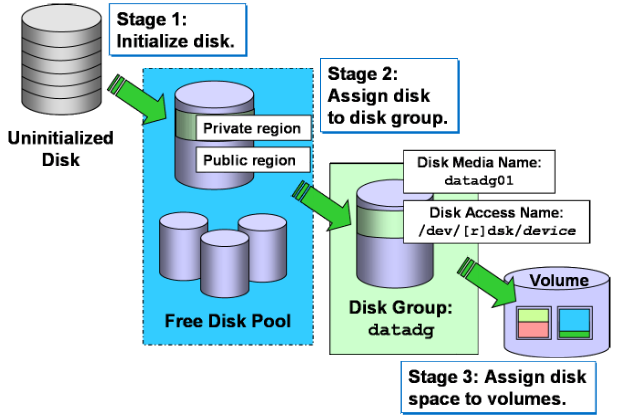 Stage 1:
Initialize disk.
Uninitialized
Disk
Stage 2:
Assign disk
to disk group.
Private region
Public region
Free Disk Pool
Disk Media Name:
datadg01
Disk Access Name:
/dev/[r]dsk/device
Disk Group:
datadg
Volume
Stage 3: Assign disk
space to volumes.